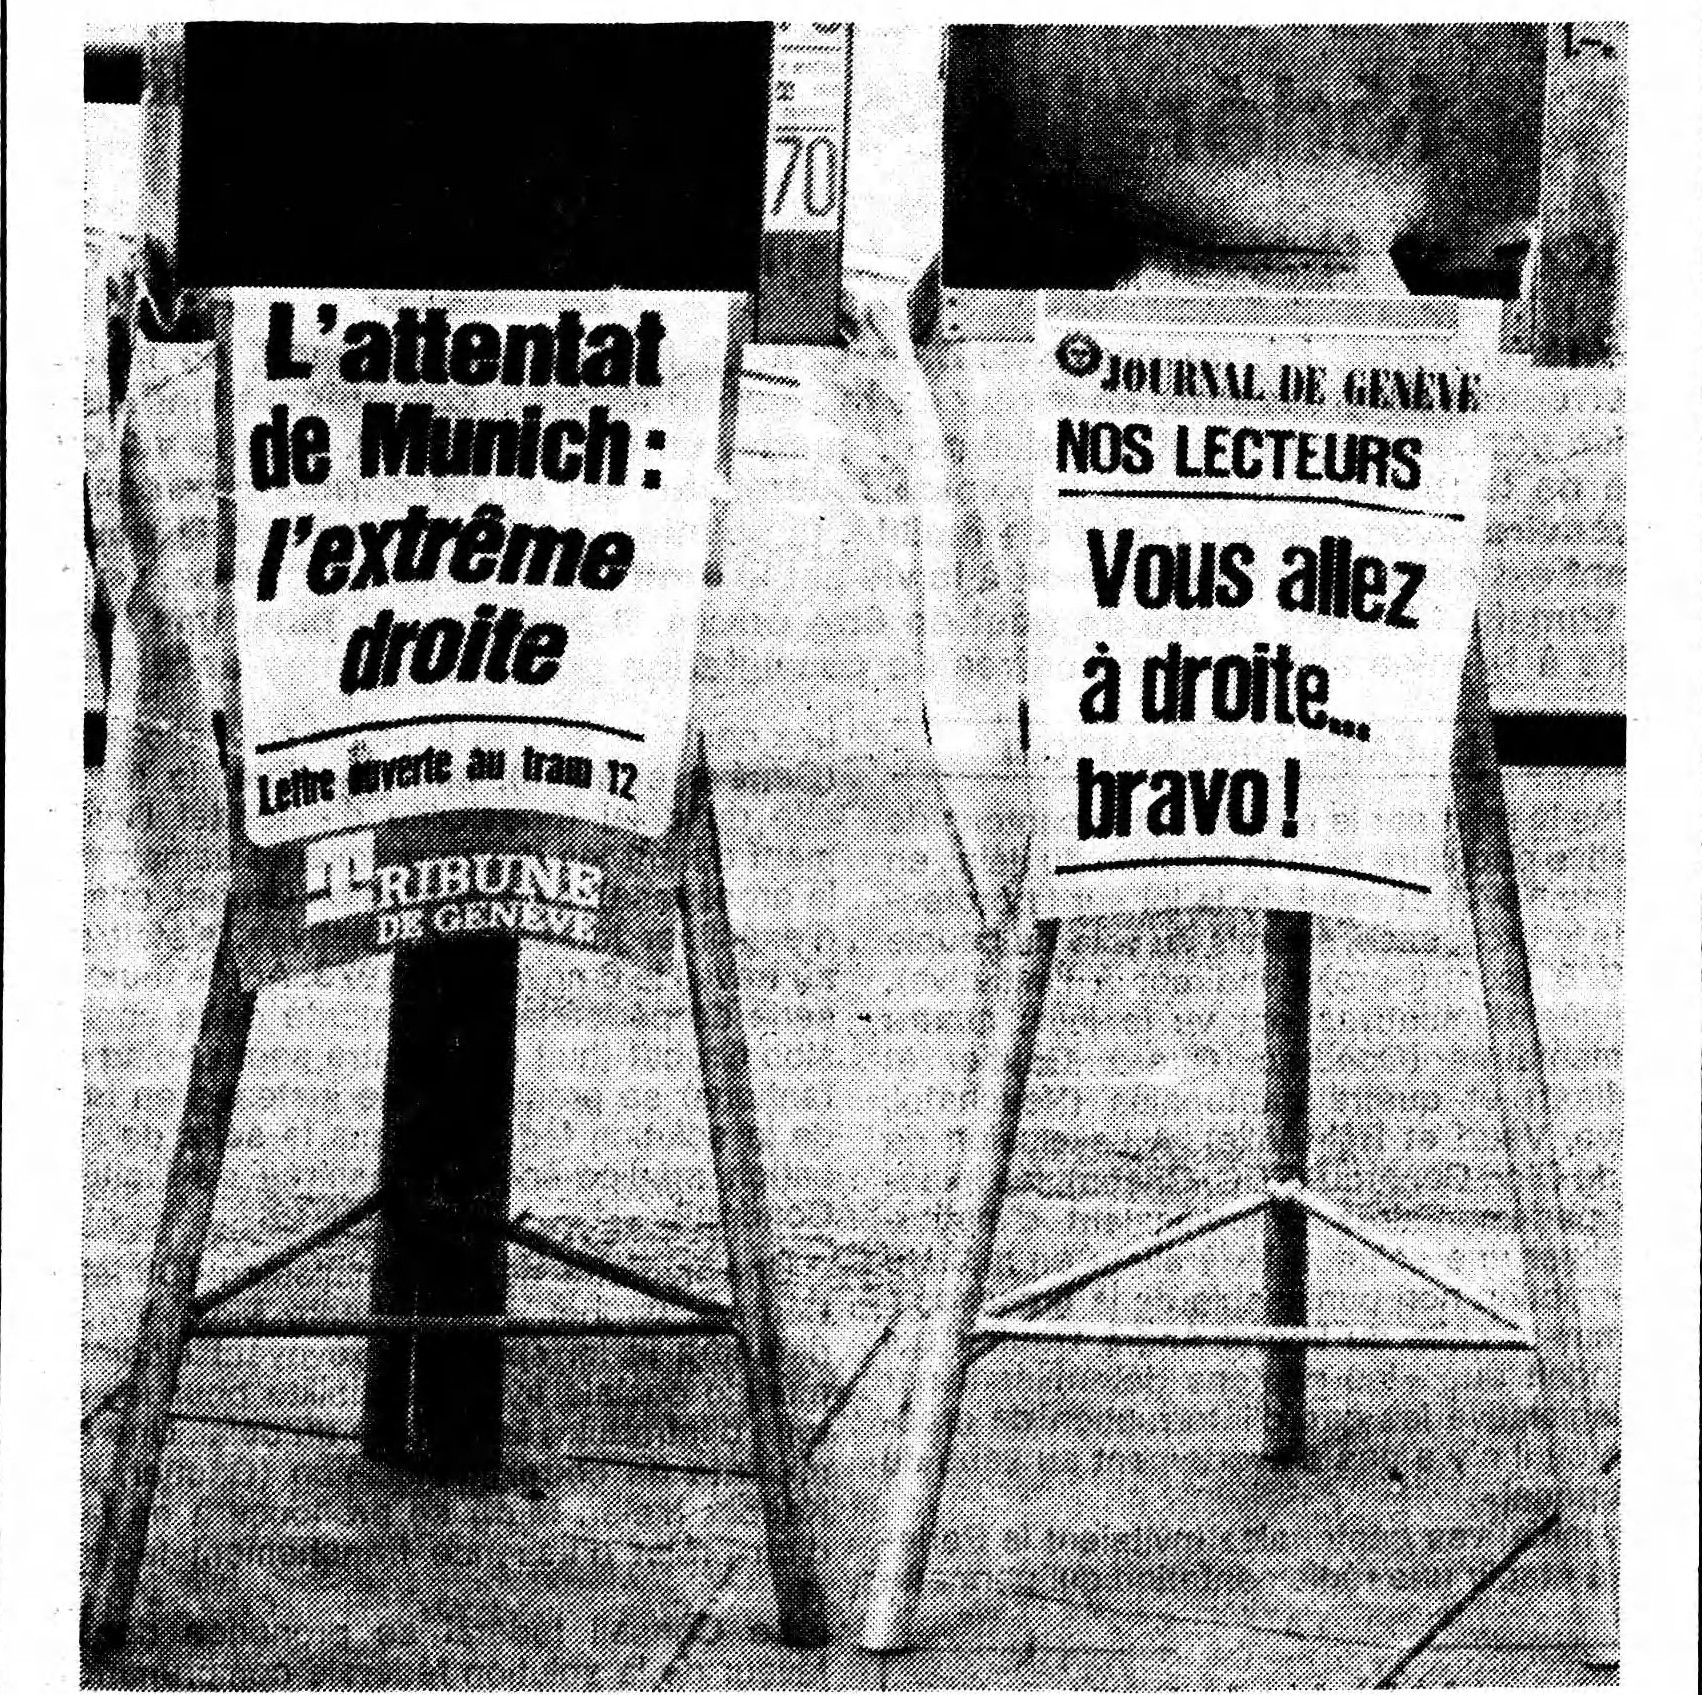 70
L'attentat
de Munich :
l'extrême
droite
Lettre ouverte au tram 12
TRIBUNE
DE GENEVE
JOURNAL DE GENÈVE
NOS LECTEURS
Vous allez
à droite...
bravo !